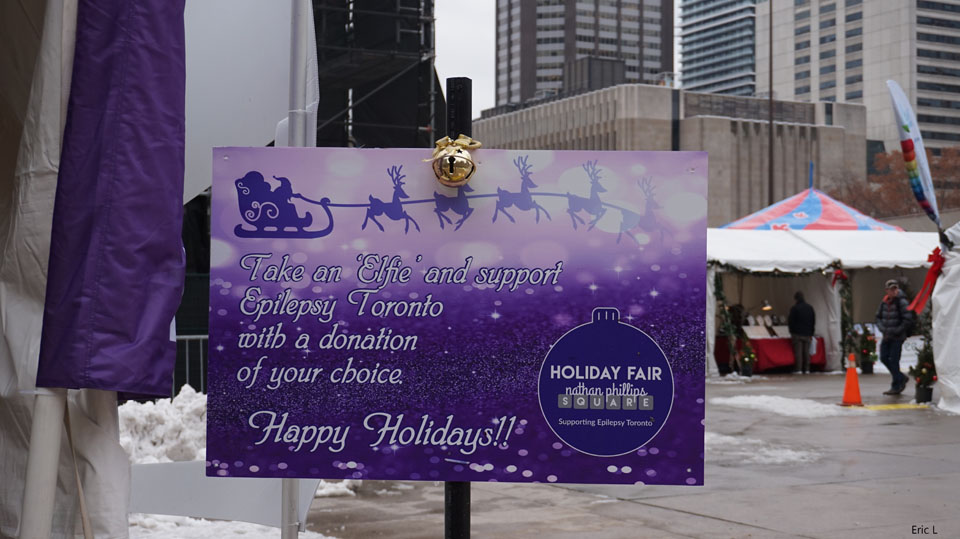 Take an 'Elfie' and support
Epilepsy Toronto
with a donation
of your choice.
Happy Holidays!!
HOLIDAY FAIR
nathan phillips
SQUARE
Supporting Epilepsy Toronto
Eric L